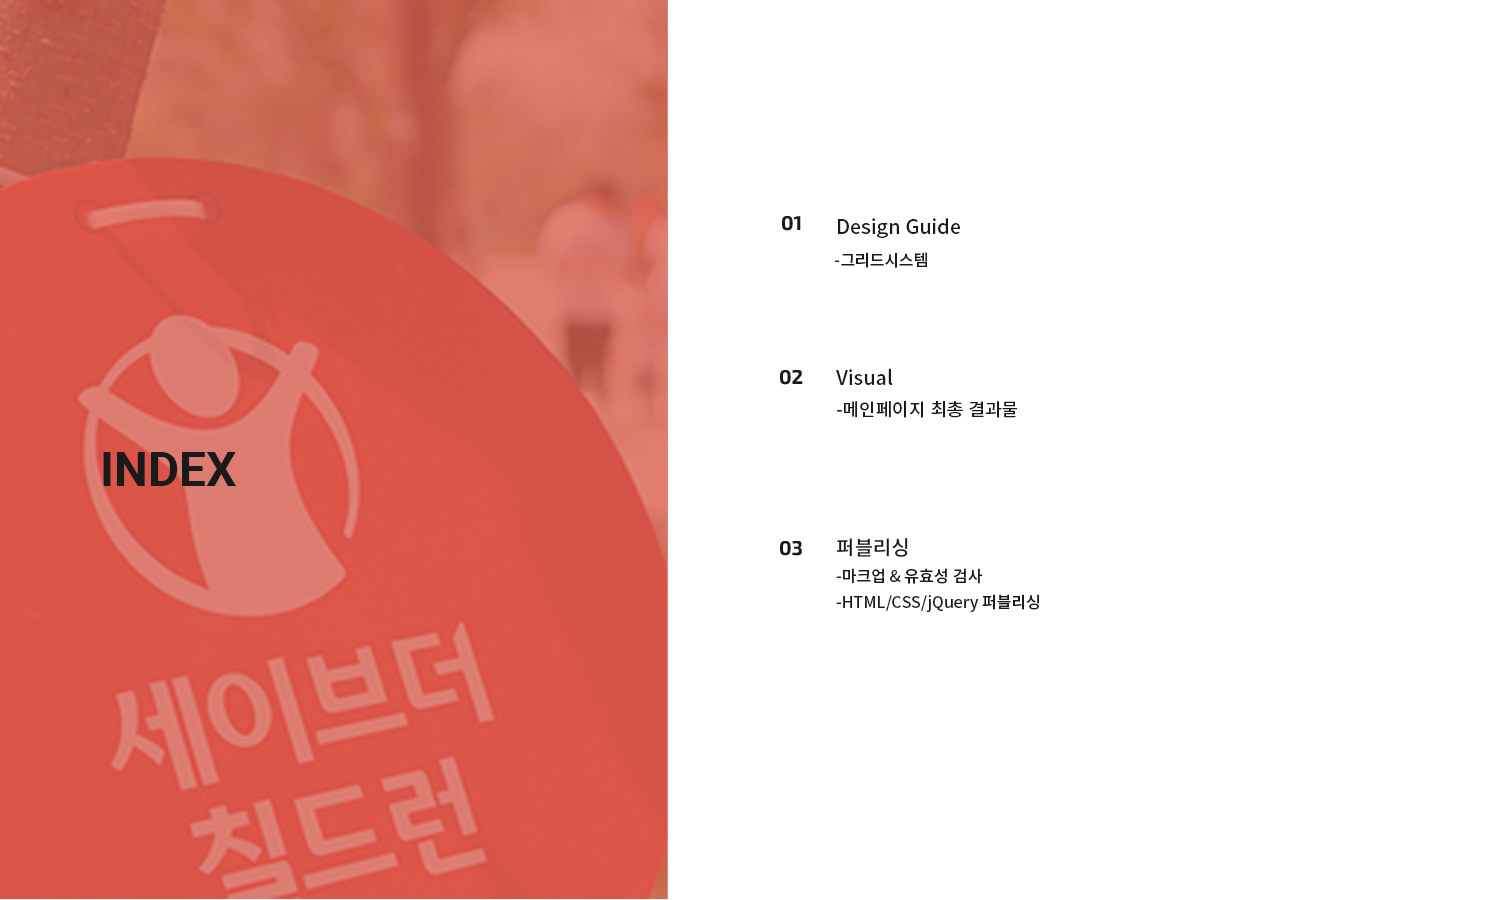 INDEX
세이브더
칠드런
01 Design Guide
-그리드시스템
02 Visual
-메인페이지 최종 결과물
03 퍼블리싱
-마크업 & 유효성 검사
-HTML/CSS/jQuery 퍼블리싱